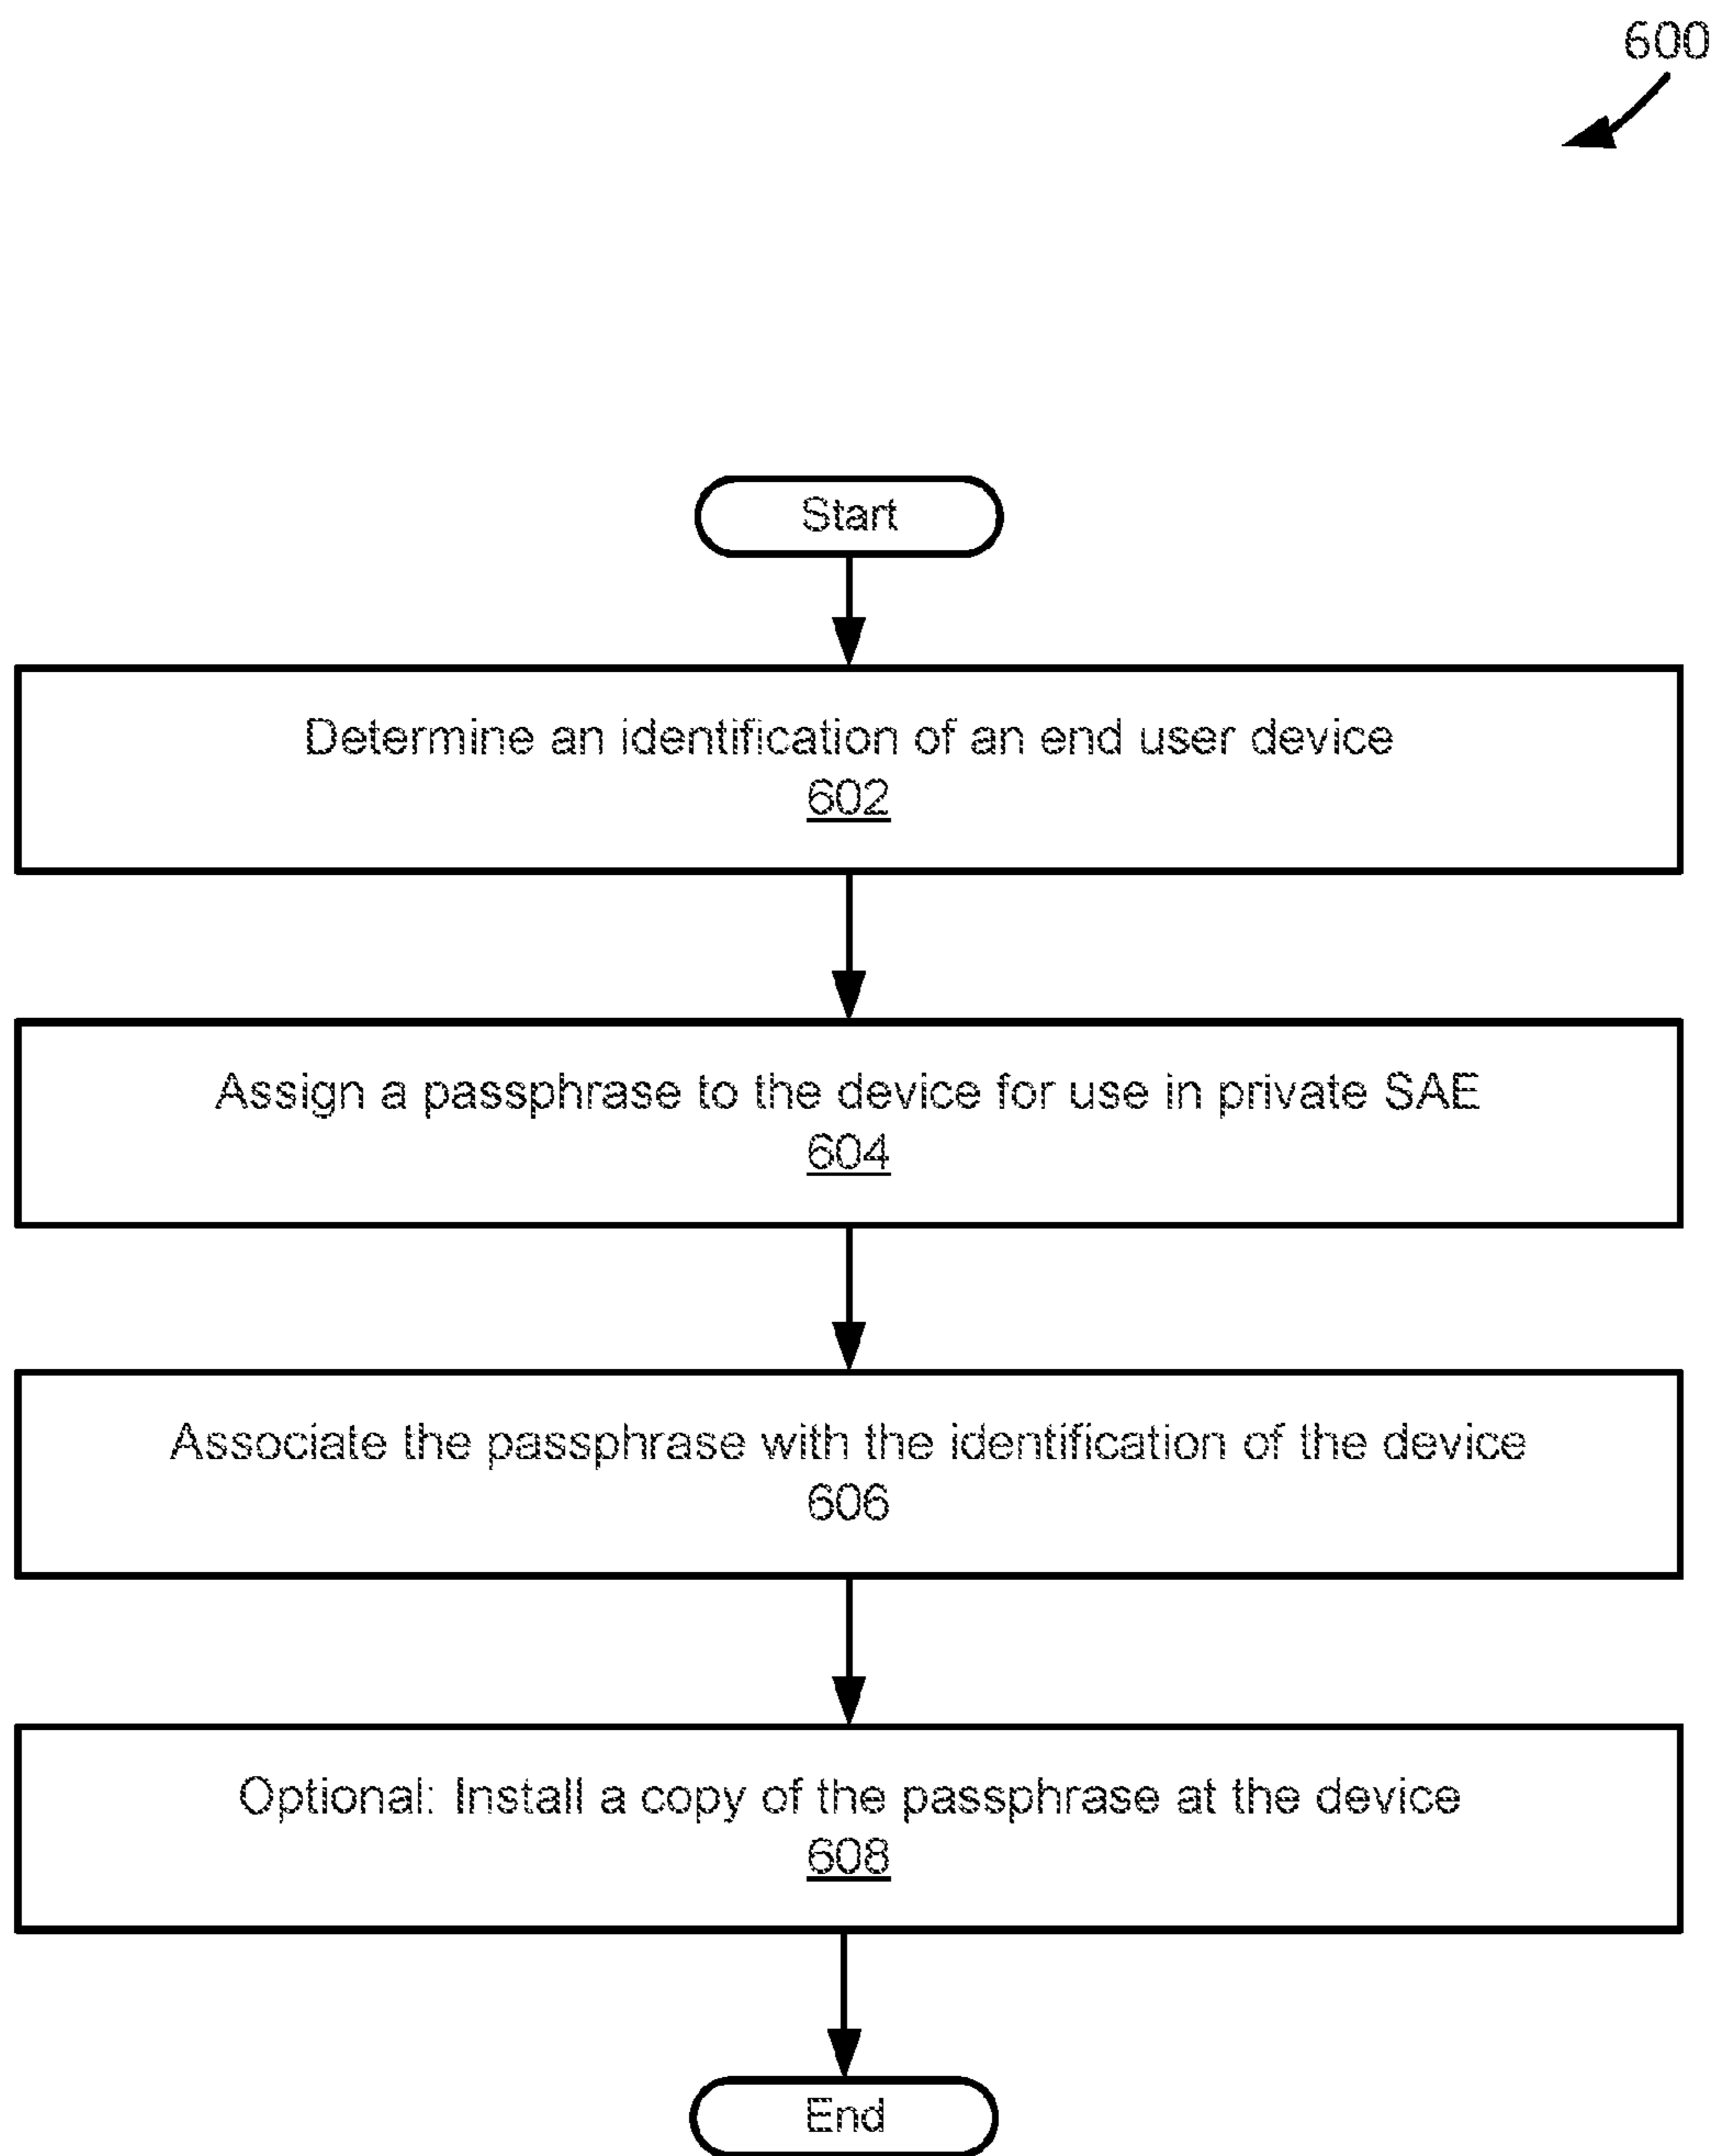 600
Start
Determine an identification of an end user device
602
Assign a passphrase to the device for use in private SAE
604
Associate the passphrase with the identification of the device
606
Optional: Install a copy of the passphrase at the device
608
End